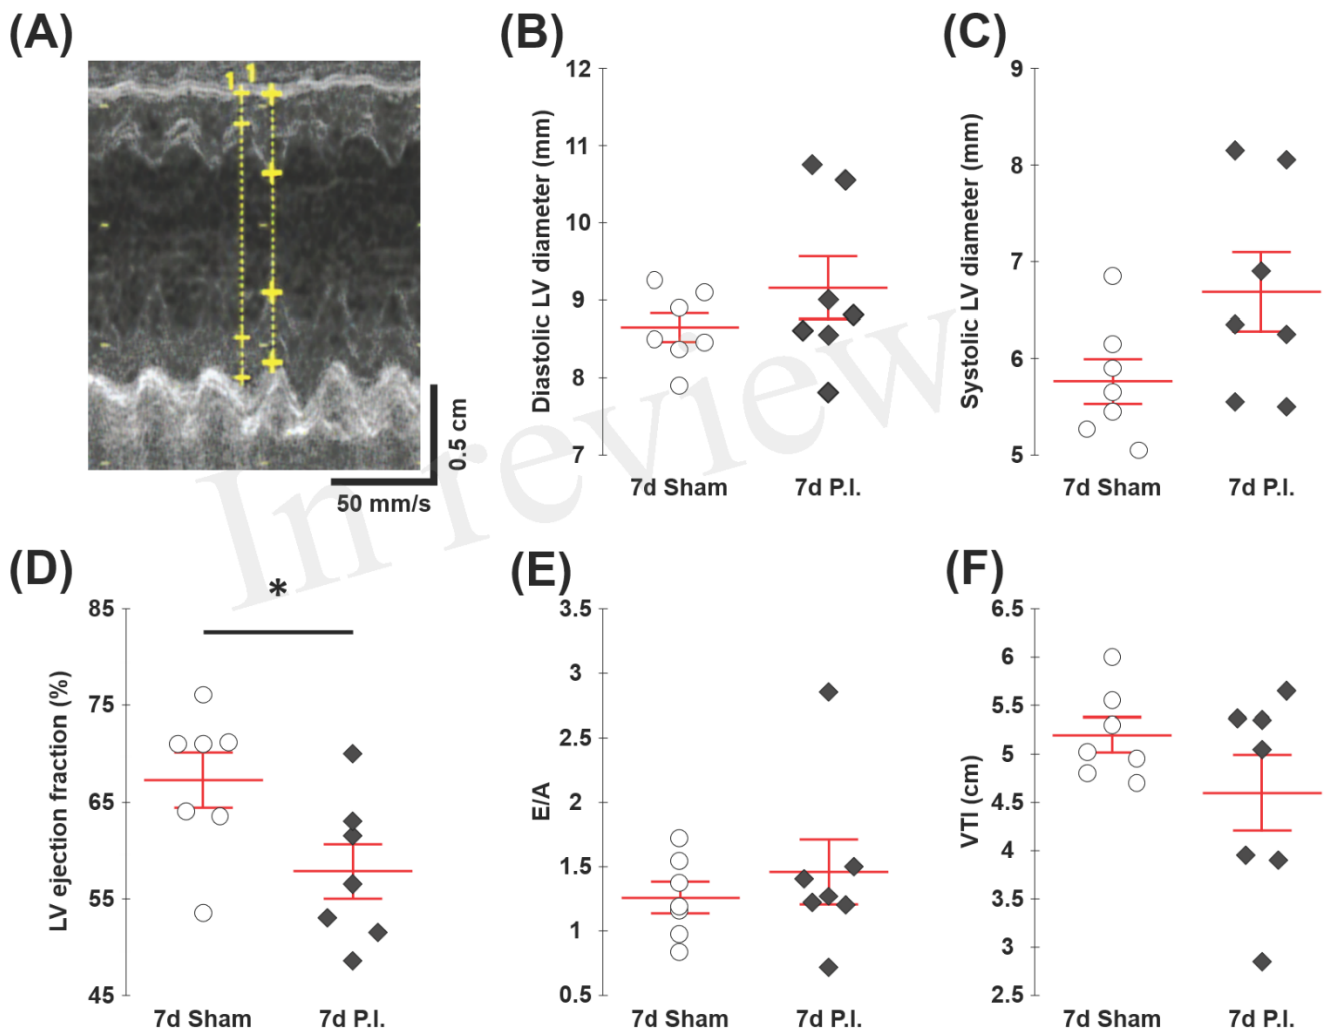 (A)
1 1
0.5 cm
50 mm/s
(B)
Diastolic LV diameter (mm)
12
11
10
9
8
7
7d Sham 7d P.I.
(C)
Systolic LV diameter (mm)
9
8
7
6
5
7d Sham 7d P.I.
In review
(D)
*
LV ejection fraction (%)
85
75
65
55
45
7d Sham 7d P.I.
(E)
E/A
3.5
3
2.5
2
1.5
1
0.5
7d Sham 7d P.I.
(F)
VTI (cm)
6.5
6
5.5
5
4.5
4
3.5
3
2.5
7d Sham 7d P.I.